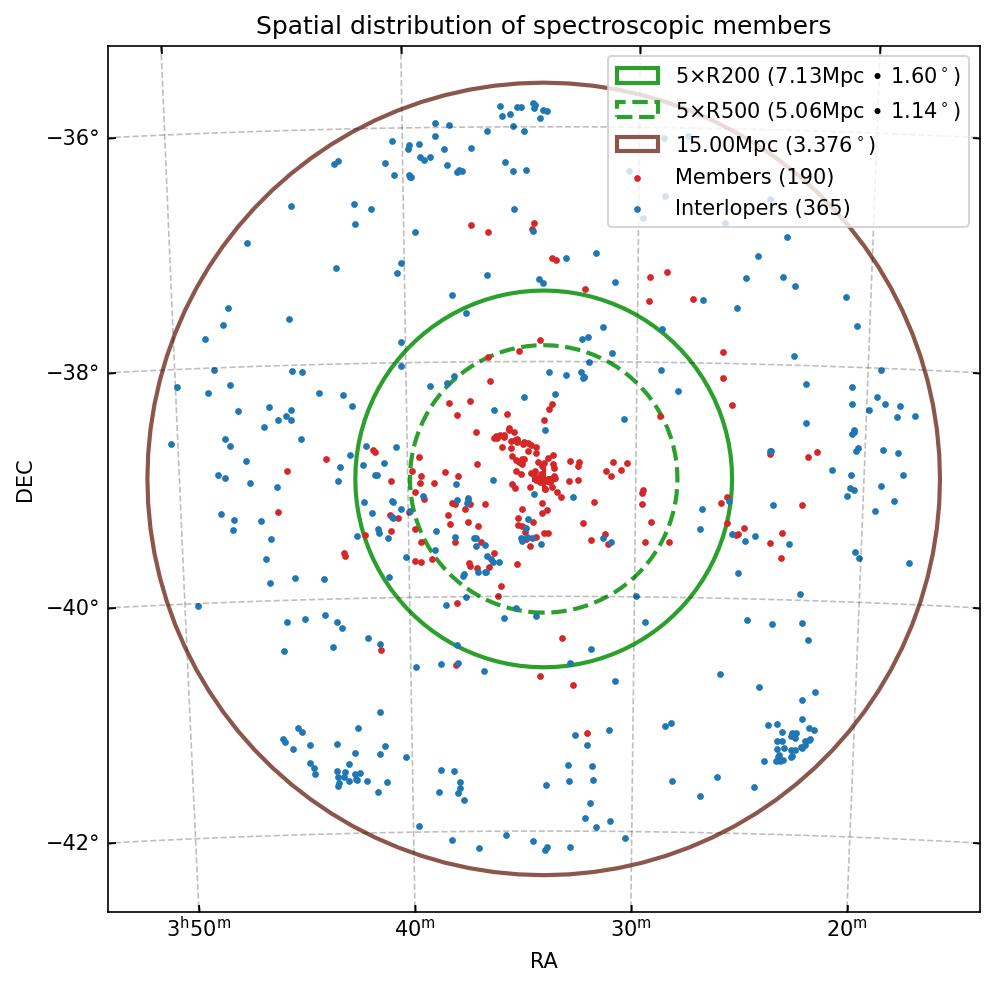 Spatial distribution of spectroscopic members
5×R200 (7.13Mpc • 1.60°)
5×R500 (5.06Mpc • 1.14°)
15.00Mpc (3.376°)
Members (190)
Interlopers (365)
−36°
−38°
−40°
−42°
DEC
3ʰ50ᵐ
40ᵐ
30ᵐ
20ᵐ
RA